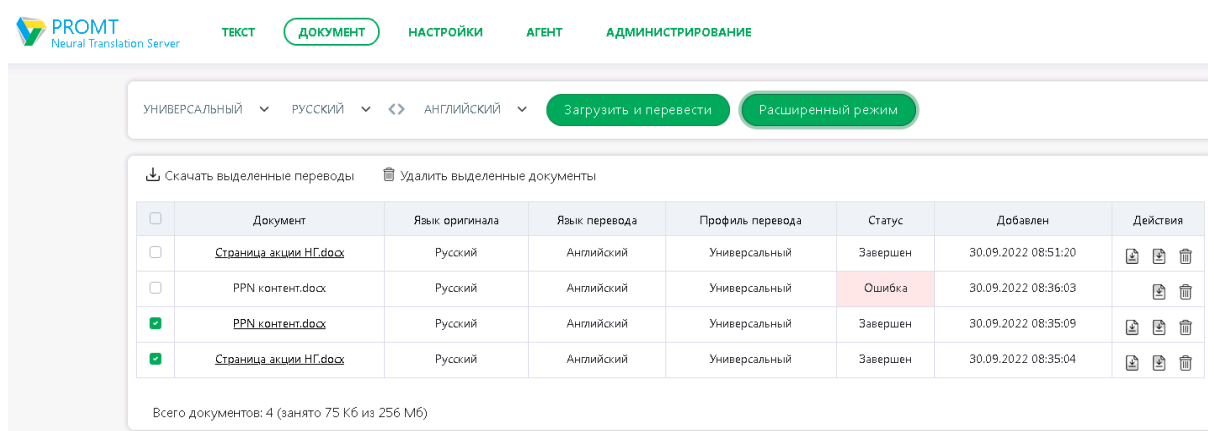 PROMT
Neural Translation Server
ТЕКСТ ДОКУМЕНТ НАСТРОЙКИ АГЕНТ АДМИНИСТРИРОВАНИЕ
УНИВЕРСАЛЬНЫЙ РУССКИЙ <> АНГЛИЙСКИЙ Загрузить и перевести Расширенный режим
Скачать выделенные переводы Удалить выделенные документы
Документ Язык оригинала Язык перевода Профиль перевода Статус Добавлен Действия
Страница акции НГ.docx Русский Английский Универсальный Завершен 30.09.2022 08:51:20
PPN контент.docx Русский Английский Универсальный Ошибка 30.09.2022 08:36:03
PPN контент.docx Русский Английский Универсальный Завершен 30.09.2022 08:35:09
Страница акции НГ.docx Русский Английский Универсальный Завершен 30.09.2022 08:35:04
Всего документов: 4 (занято 75 Кб из 256 Мб)